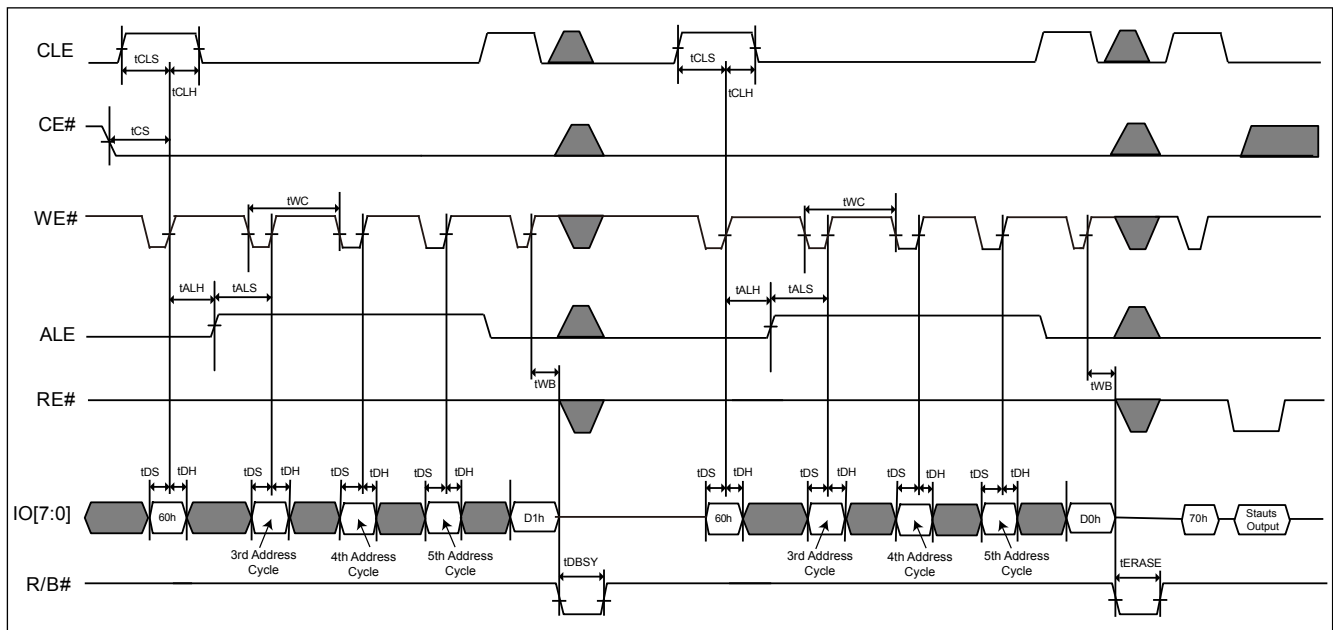 CLE
tCLS
tCLH
tCLS
tCLH
CE#
tCS
WE#
tWC
tWC
tALH
tALS
tALH
tALS
ALE
tWB
tWB
RE#
tDS
tDH
tDS
tDH
tDS
tDH
tDS
tDH
tDS
tDH
tDS
tDH
tDS
tDH
tDS
tDH
IO[7:0]
60h
D1h
60h
D0h
70h
Stauts
Output
3rd Address
Cycle
4th Address
Cycle
5th Address
Cycle
3rd Address
Cycle
4th Address
Cycle
5th Address
Cycle
tDBSY
tERASE
R/B#